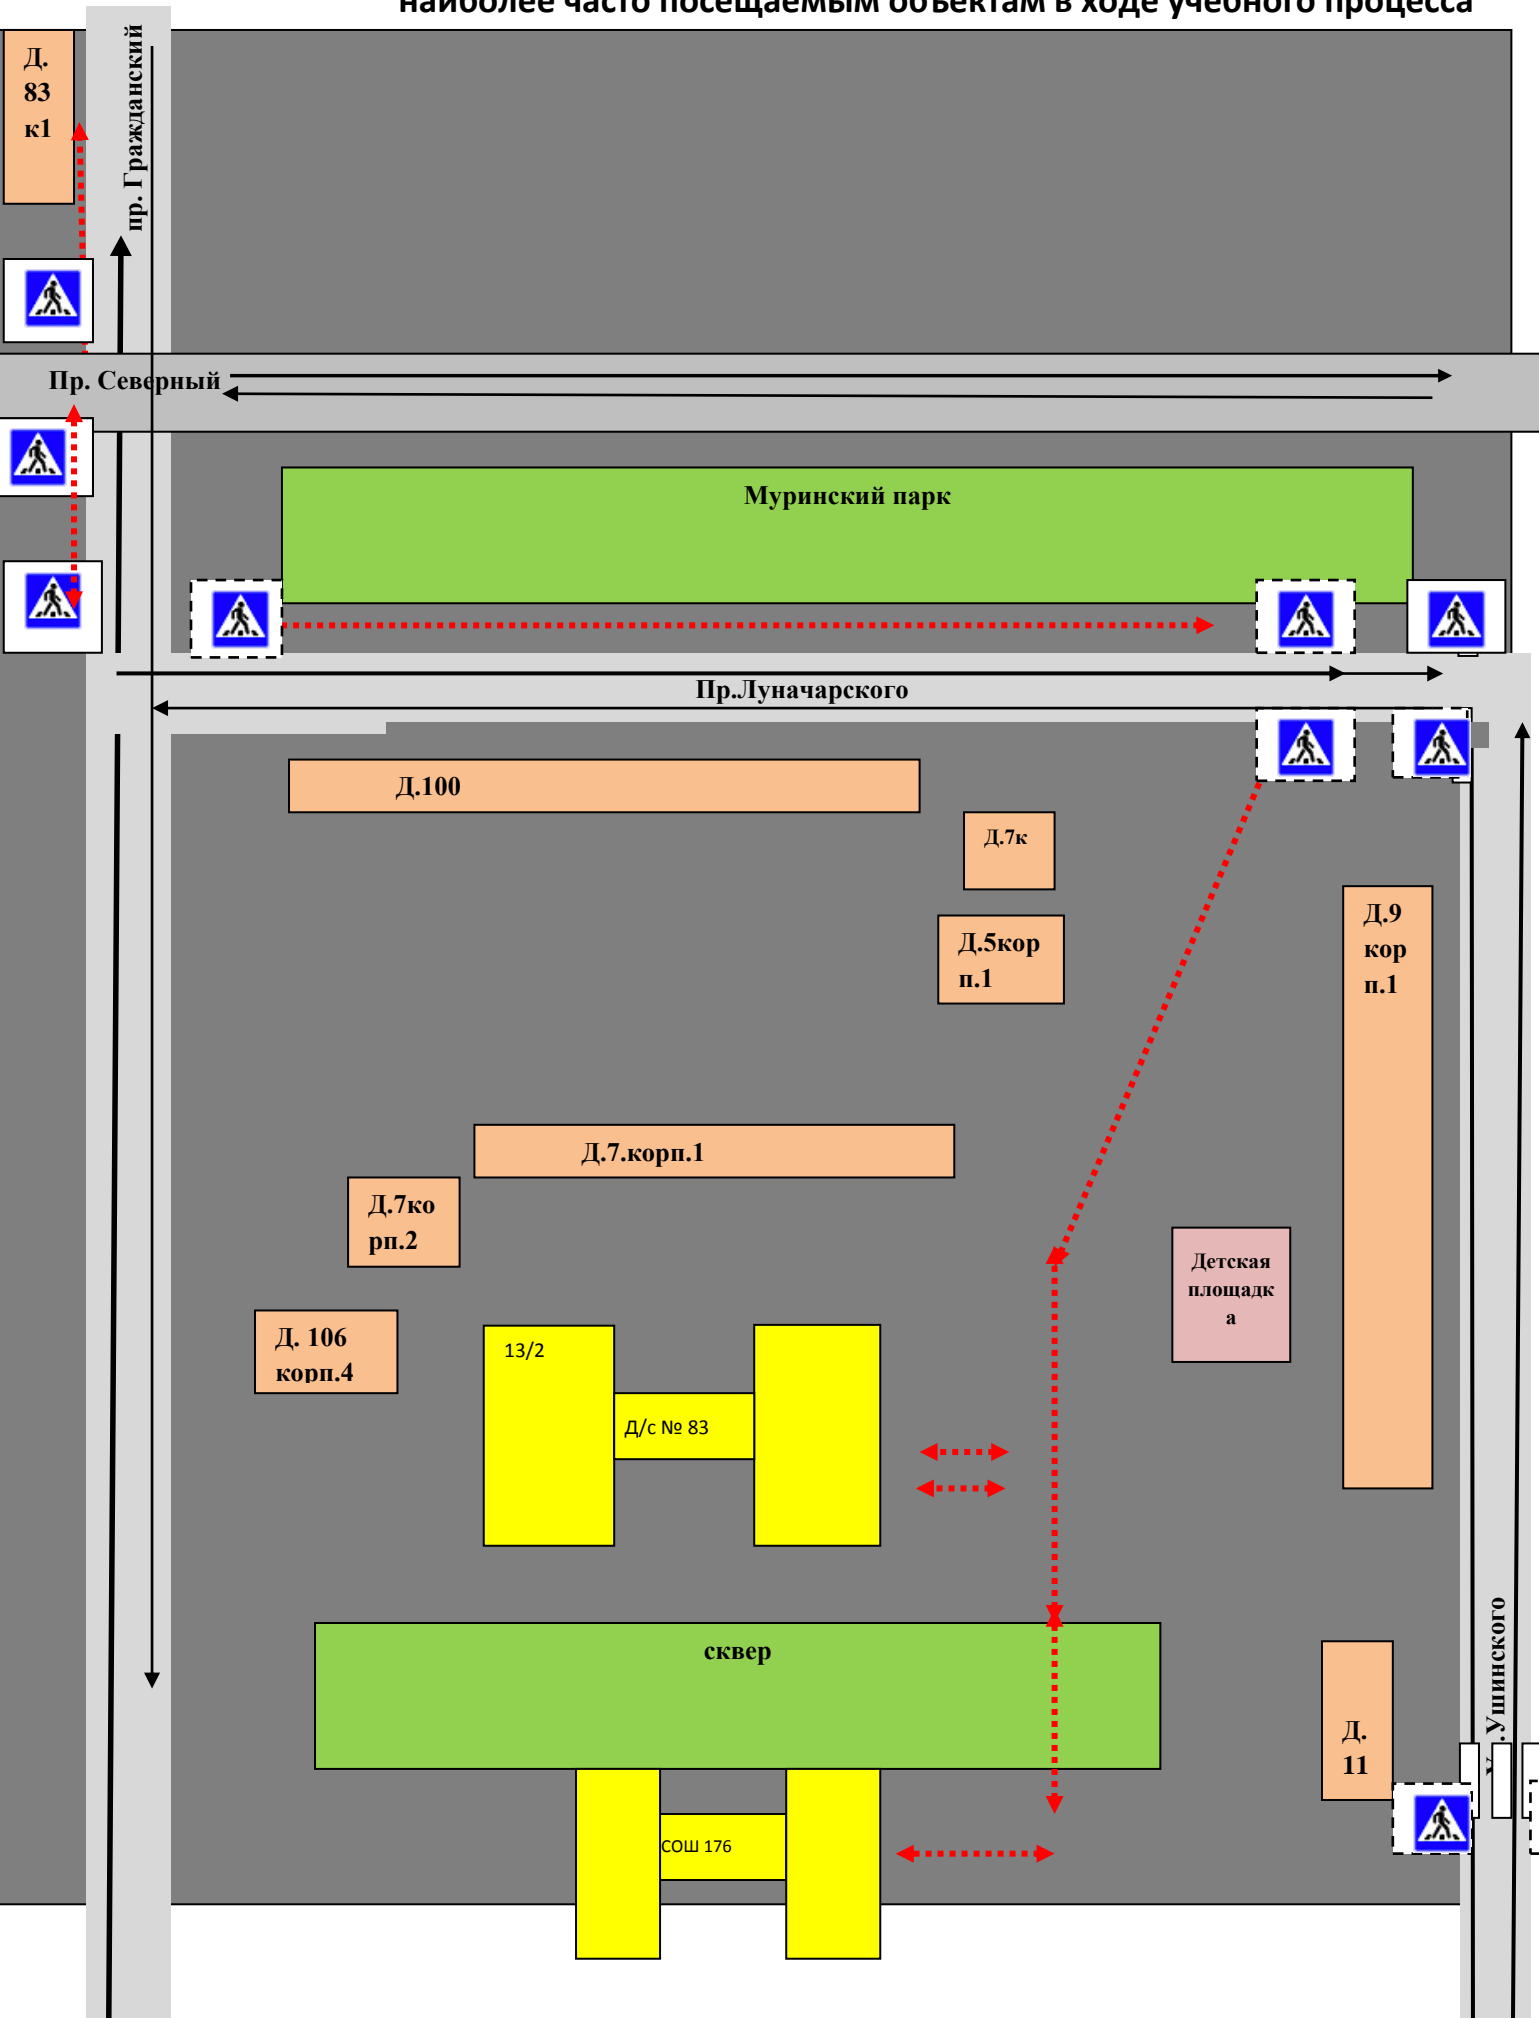 наиболее часто посещаемым объектам в ходе учебного процесса
Д.
83
к1
пр. Гражданский
Пр. Северный
Муринский парк
Пр.Луначарского
Д.100
Д.7к
Д.5кор
п.1
Д.9
кор
п.1
Д.7.корп.1
Д.7ко
рп.2
Детская
площадк
а
Д. 106
корп.4
13/2
Д/с № 83
сквер
.Ушинского
Д.
11
СОШ 176